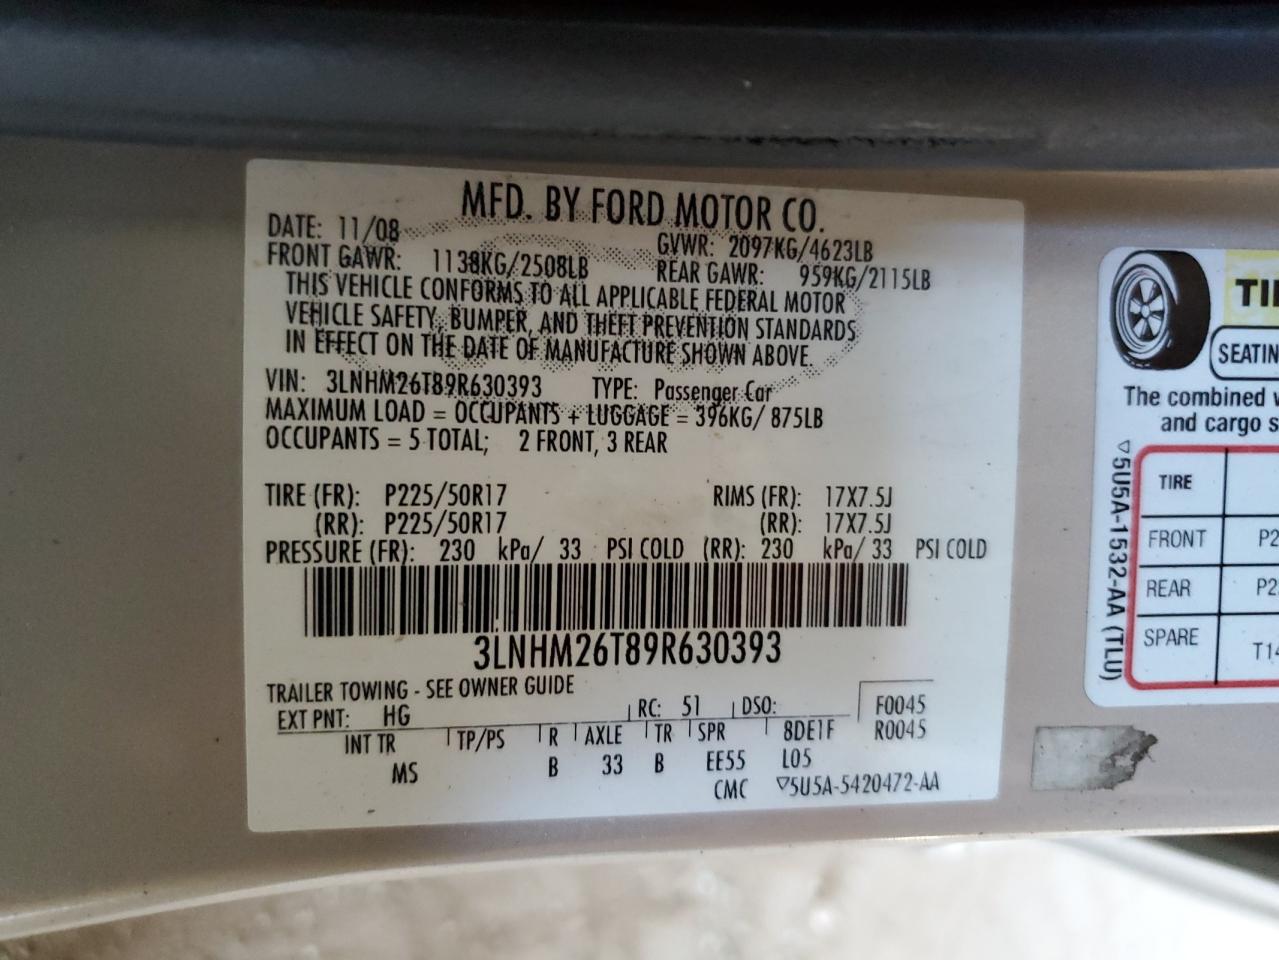 MFD. BY FORD MOTOR CO.
DATE: 11/08 GVWR: 2097KG/4623LB
FRONT GAWR: 1138KG/2508LB REAR GAWR: 959KG/2115LB
THIS VEHICLE CONFORMS TO ALL APPLICABLE FEDERAL MOTOR
VEHICLE SAFETY, BUMPER, AND THEFT PREVENTION STANDARDS
IN EFFECT ON THE DATE OF MANUFACTURE SHOWN ABOVE.
VIN: 3LNHM26T89R630393 TYPE: Passenger Car
MAXIMUM LOAD = OCCUPANTS + LUGGAGE = 396KG/ 875LB
OCCUPANTS = 5 TOTAL; 2 FRONT, 3 REAR
TIRE (FR): P225/50R17 RIMS (FR): 17X7.5J
(RR): P225/50R17 (RR): 17X7.5J
PRESSURE (FR): 230 kPa/ 33 PSI COLD (RR): 230 kPa/ 33 PSI COLD
3LNHM26T89R630393
TRAILER TOWING - SEE OWNER GUIDE
EXT PNT: HG RC: 51 DSO: F0045
INT TR TP/PS R AXLE TR SPR 8DE1F R0045
MS B 33 B EE55 L05
CMC ▽5U5A-5420472-AA
TI
SEATIN
The combined
and cargo s
▽5U5A-1532-AA (TLU)
TIRE
FRONT P2
REAR P2
SPARE T14